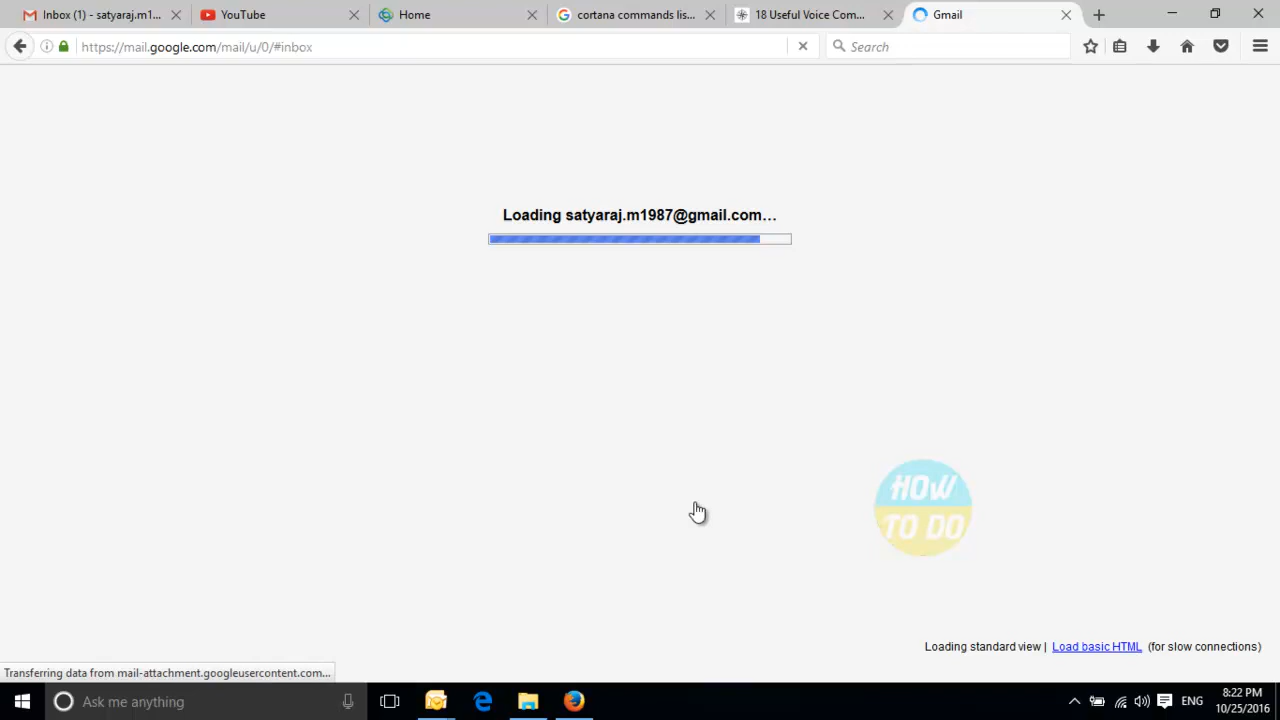 Inbox (1) - satyaraj.m1...
YouTube
Home
cortana commands lis...
18 Useful Voice Com...
Gmail
https://mail.google.com/mail/u/0/#inbox
Search
Loading satyaraj.m1987@gmail.com...
HOW
TO DO
Loading standard view | Load basic HTML (for slow connections)
Transferring data from mail-attachment.googleusercontent.com...
Ask me anything
ENG
8:22 PM
10/25/2016